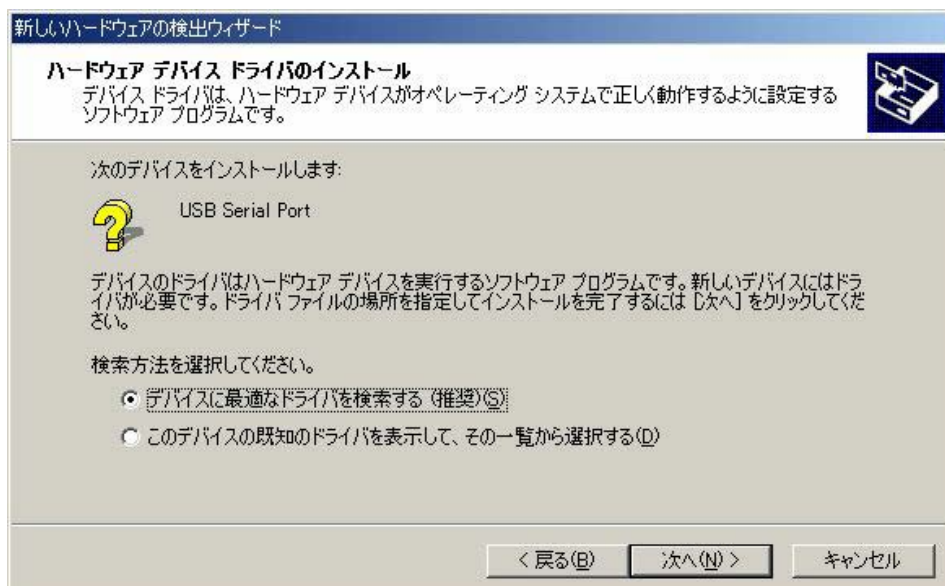 新しいハードウェアの検出ウィザード
ハードウェア デバイス ドライバのインストール
デバイス ドライバは、ハードウェア デバイスがオペレーティング システムで正しく動作するように設定する
ソフトウェア プログラムです。
次のデバイスをインストールします:
USB Serial Port
デバイスのドライバはハードウェア デバイスを実行するソフトウェア プログラムです。新しいデバイスにはドラ
イバが必要です。ドライバ ファイルの場所を指定してインストールを完了するには [次へ] をクリックしてくだ
さい。
検索方法を選択してください。
デバイスに最適なドライバを検索する (推奨)(S)
このデバイスの既知のドライバを表示して、その一覧から選択する(D)
< 戻る(B) 次へ(N) > キャンセル